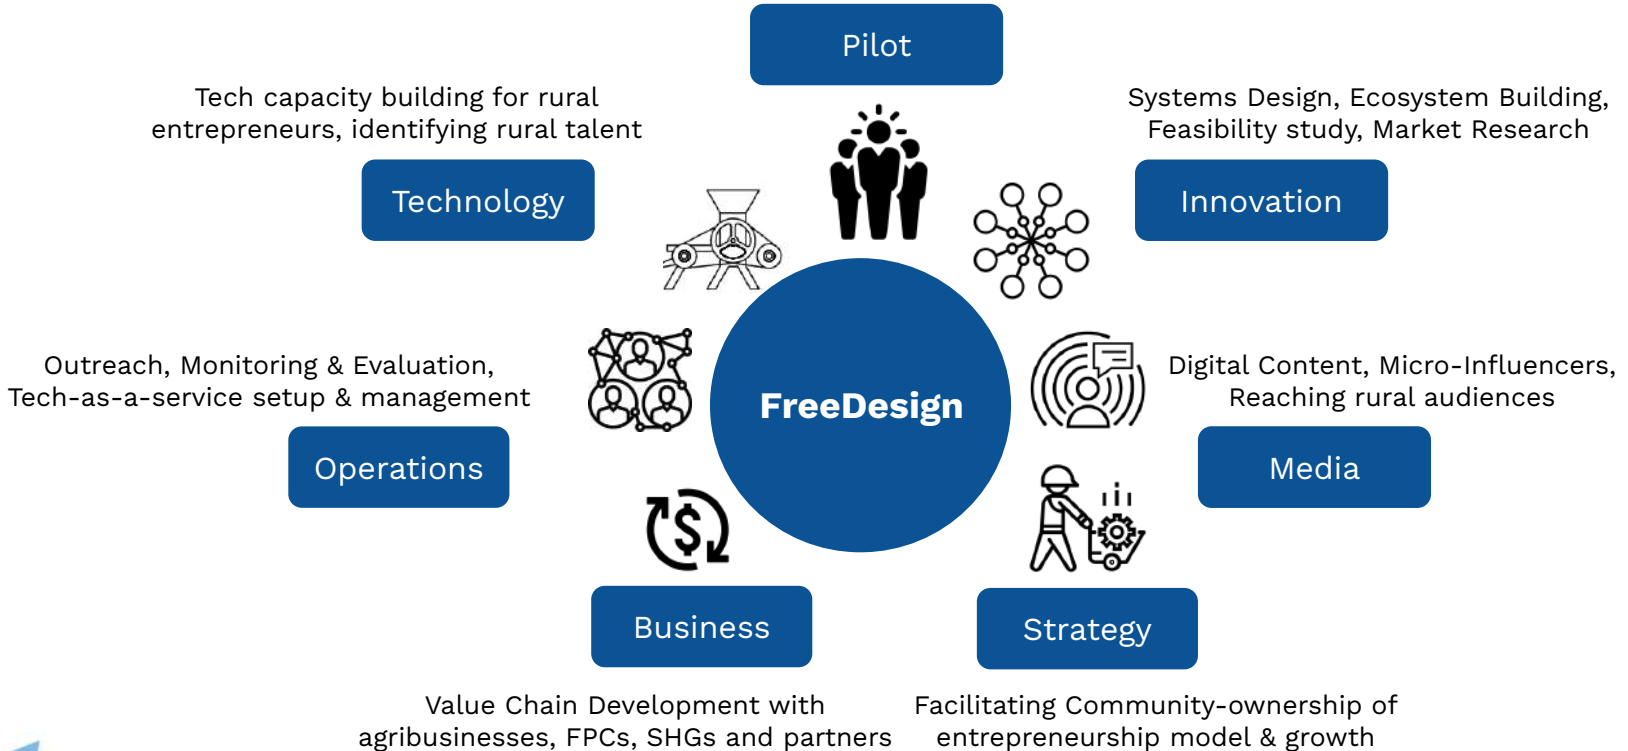 Pilot
Tech capacity building for rural
entrepreneurs, identifying rural talent
Technology
Systems Design, Ecosystem Building,
Feasibility study, Market Research
Innovation
Outreach, Monitoring & Evaluation,
Tech-as-a-service setup & management
Operations
FreeDesign
Digital Content, Micro-Influencers,
Reaching rural audiences
Media
Business
Value Chain Development with
agribusinesses, FPCs, SHGs and partners
Strategy
Facilitating Community-ownership of
entrepreneurship model & growth